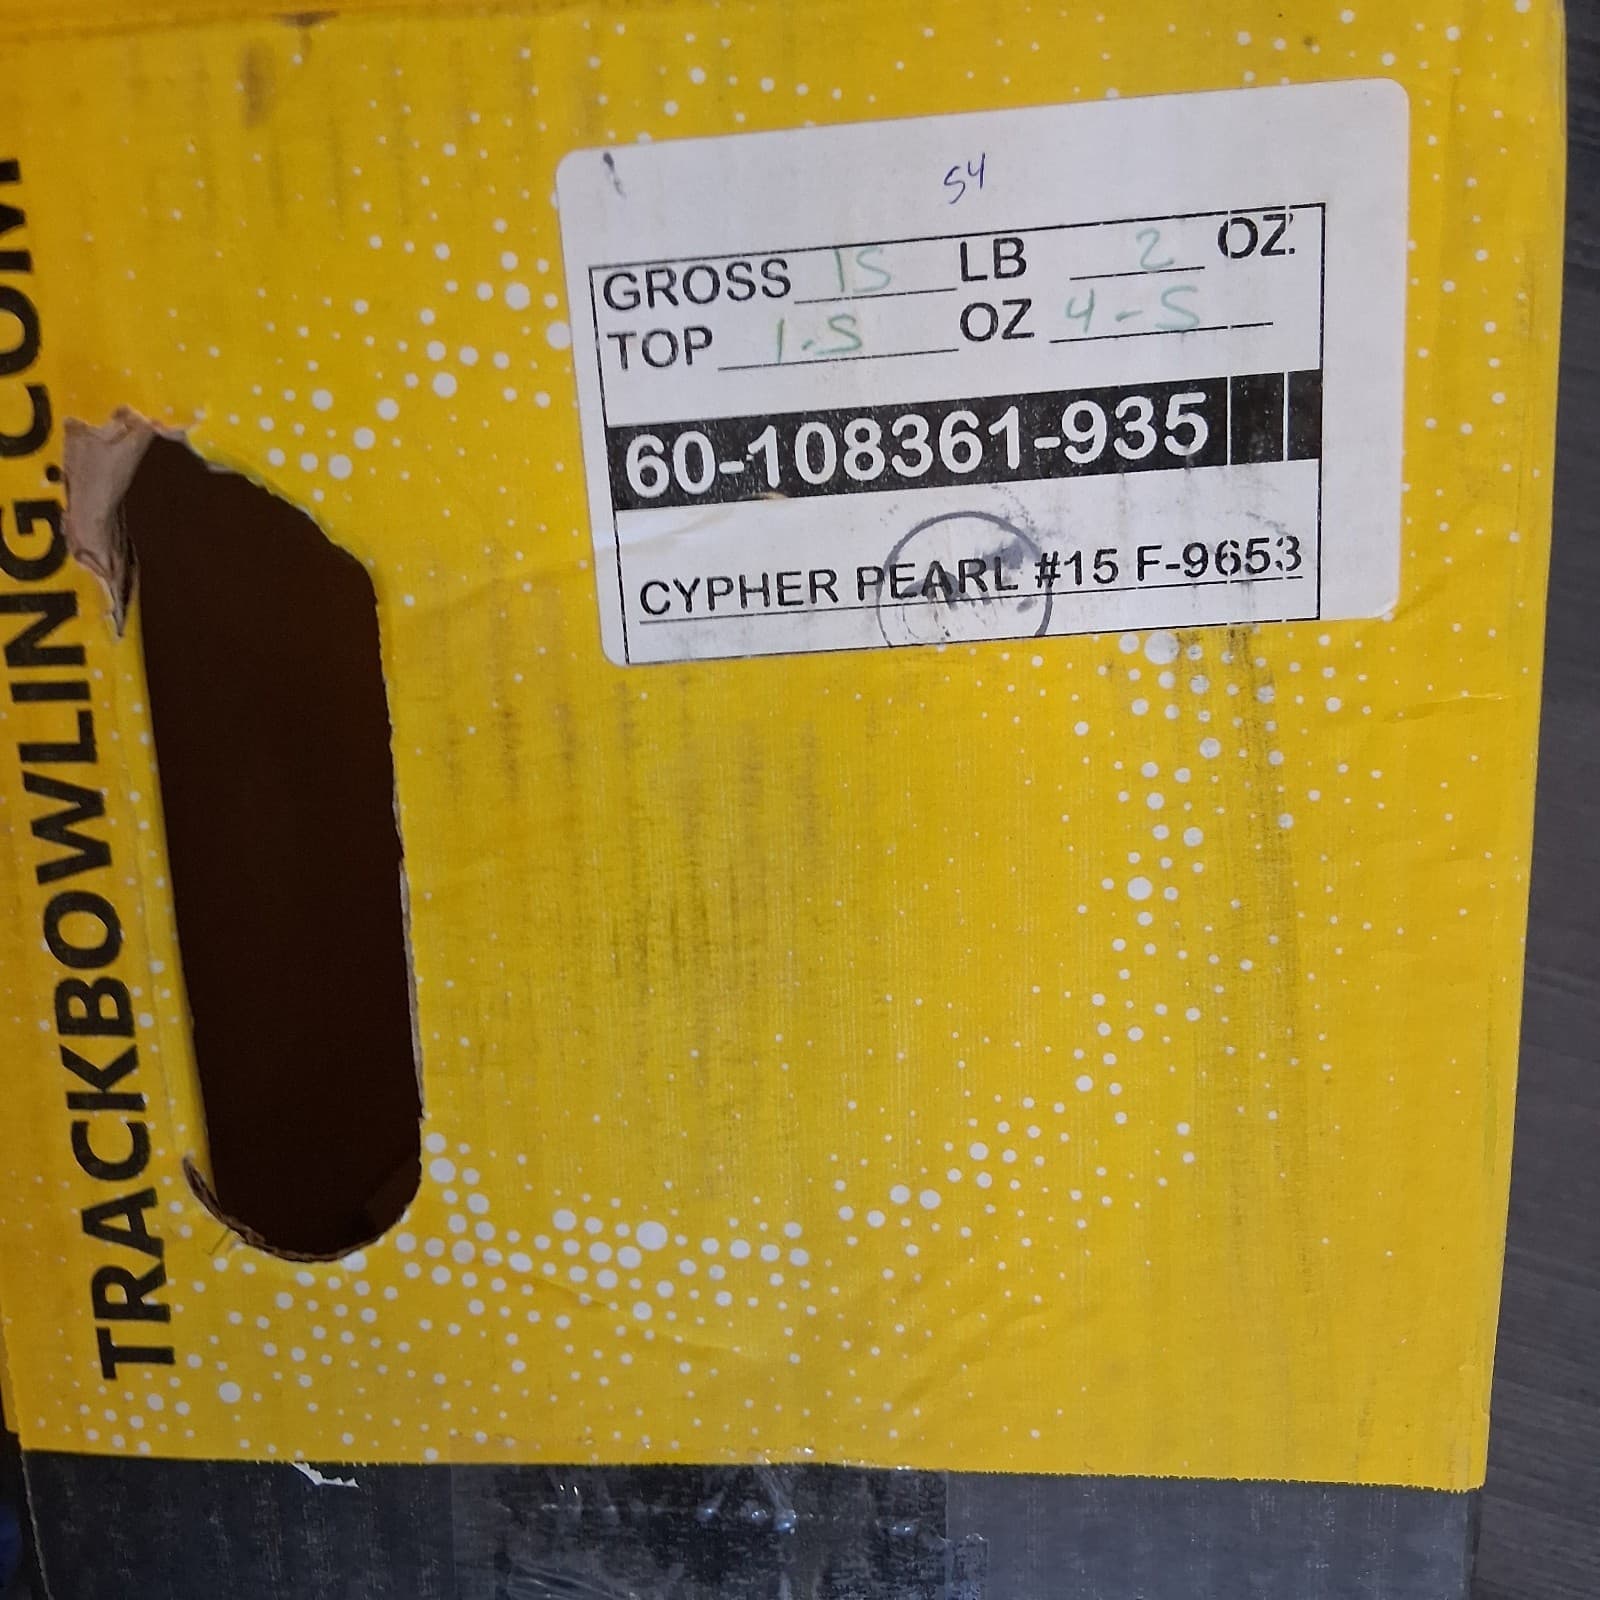 TRACKBOWLING.COM
54
GROSS 15 LB 2 OZ.
TOP 1.5 OZ 4-5
60-108361-935
CYPHER PEARL #15 F-9653